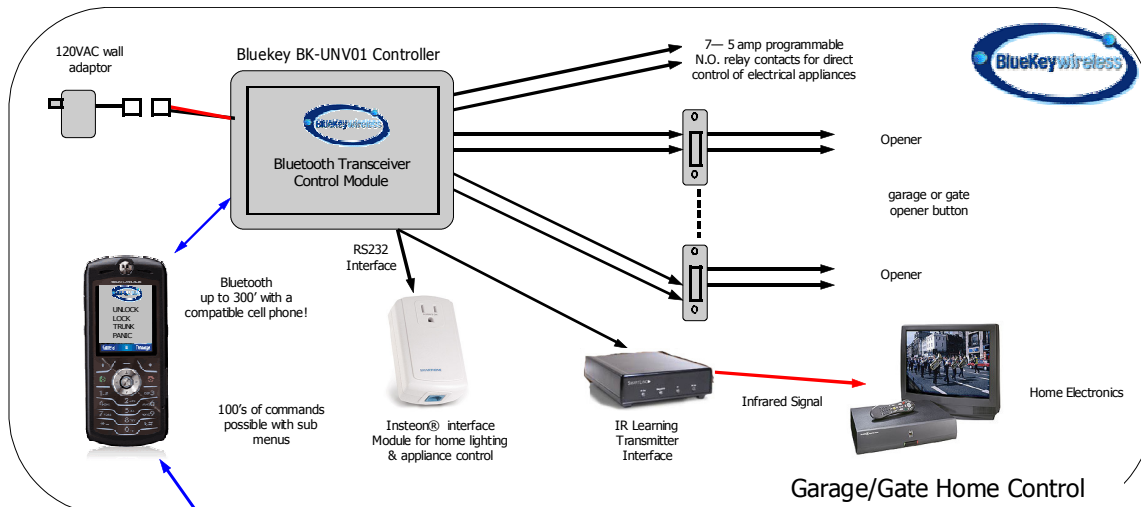 120VAC wall
adaptor
Bluekey BK-UNV01 Controller
7— 5 amp programmable
N.O. relay contacts for direct
control of electrical appliances
BlueKeywireless
BlueKeywireless
Bluetooth Transceiver
Control Module
Opener
garage or gate
opener button
Opener
RS232
Interface
Bluetooth
up to 300' with a
compatible cell phone!
UNLOCK
LOCK
TRUNK
PANIC
100's of commands
possible with sub
menus
Insteon® interface
Module for home lighting
& appliance control
IR Learning
Transmitter
Interface
Infrared Signal
Home Electronics
Garage/Gate Home Control